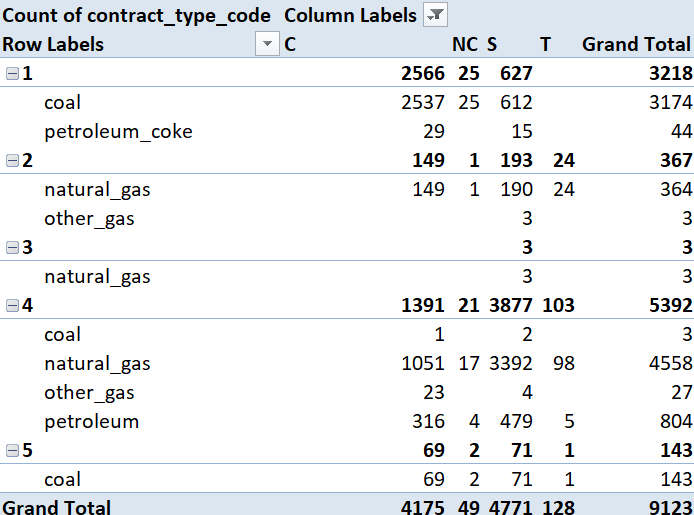 Count of contract_type_code Column Labels
Row Labels C NC S T Grand Total
1 2566 25 627 3218
coal 2537 25 612 3174
petroleum_coke 29 15 44
2 149 1 193 24 367
natural_gas 149 1 190 24 364
other_gas 3 3
3 3 3
natural_gas 3 3
4 1391 21 3877 103 5392
coal 1 2 3
natural_gas 1051 17 3392 98 4558
other_gas 23 4 27
petroleum 316 4 479 5 804
5 69 2 71 1 143
coal 69 2 71 1 143
Grand Total 4175 49 4771 128 9123